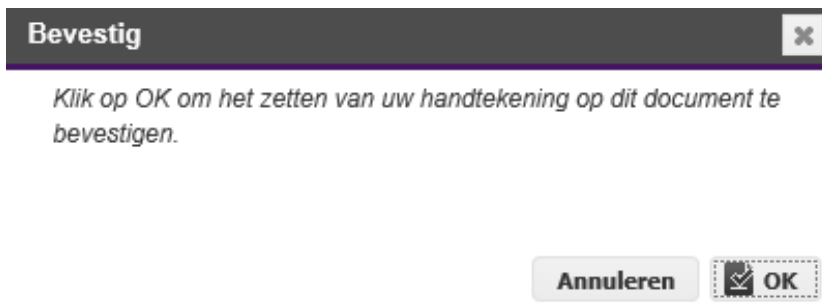 Bevestig
Klik op OK om het zetten van uw handtekening op dit document te
bevestigen.
Annuleren
OK